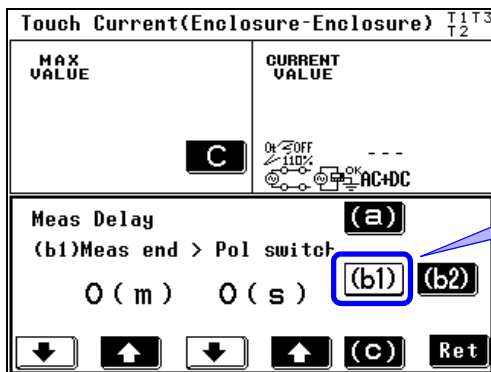 Touch Current(Enclosure-Enclosure) T1T3
T2
MAX
VALUE
CURRENT
VALUE
C
OFF
110%
---
OK
AC+DC
Meas Delay
(a)
(b1)Meas end > Pol switch
0(m) 0(s)
(b1)
(b2)
(c)
Ret